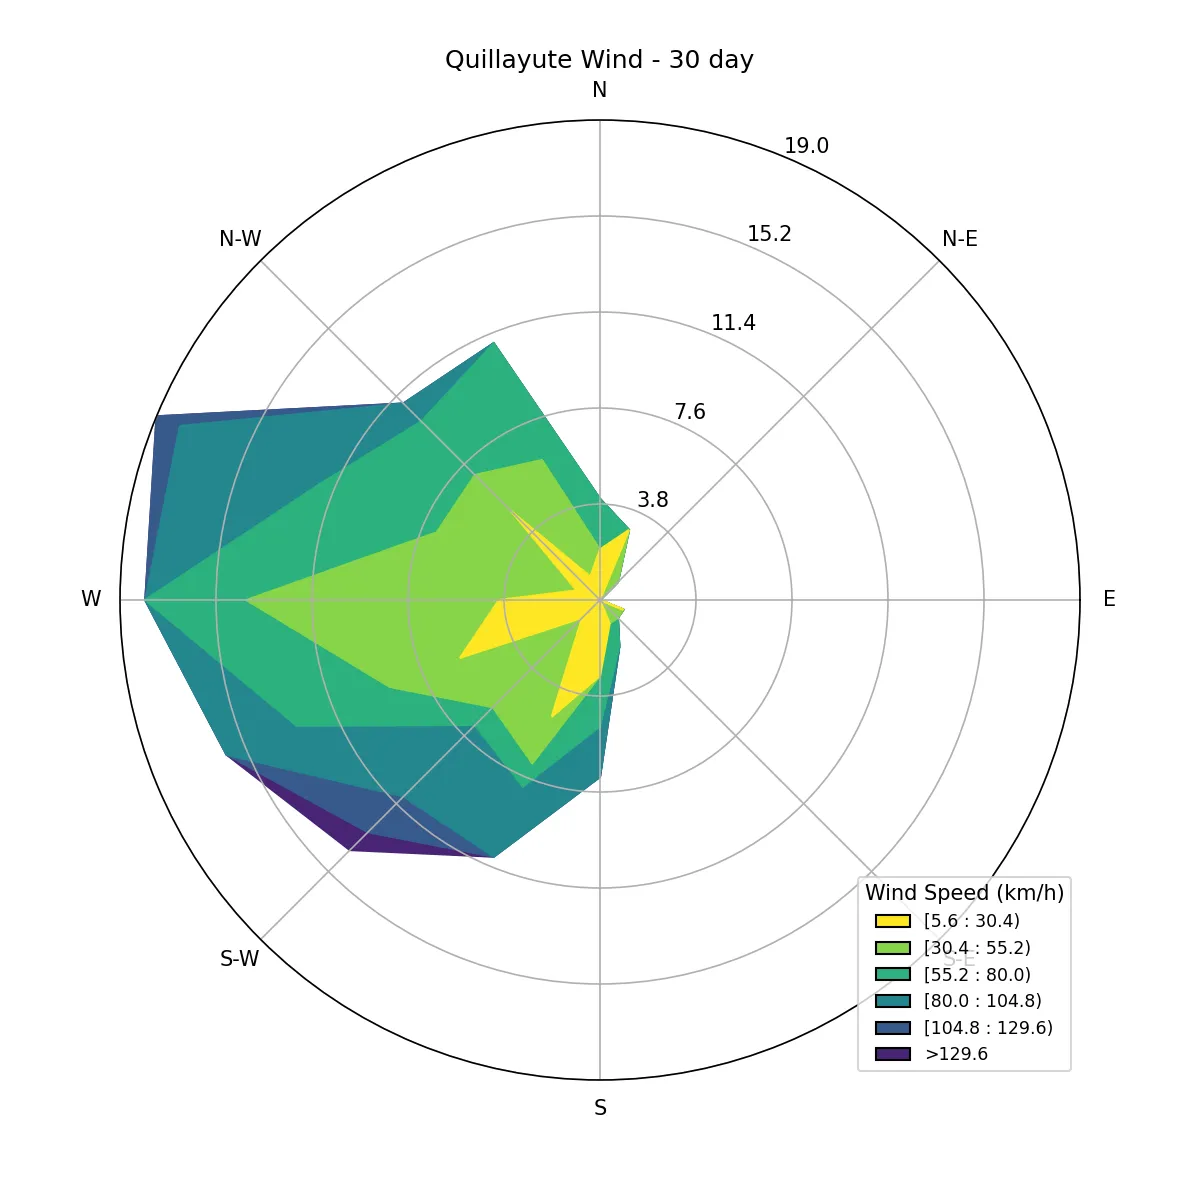 Quillayute Wind - 30 day
N
19.0
15.2
N-W
N-E
11.4
7.6
3.8
W
E
Wind Speed (km/h)
[5.6 : 30.4)
[30.4 : 55.2)
S-W
S-E
[55.2 : 80.0)
[80.0 : 104.8)
[104.8 : 129.6)
>129.6
S